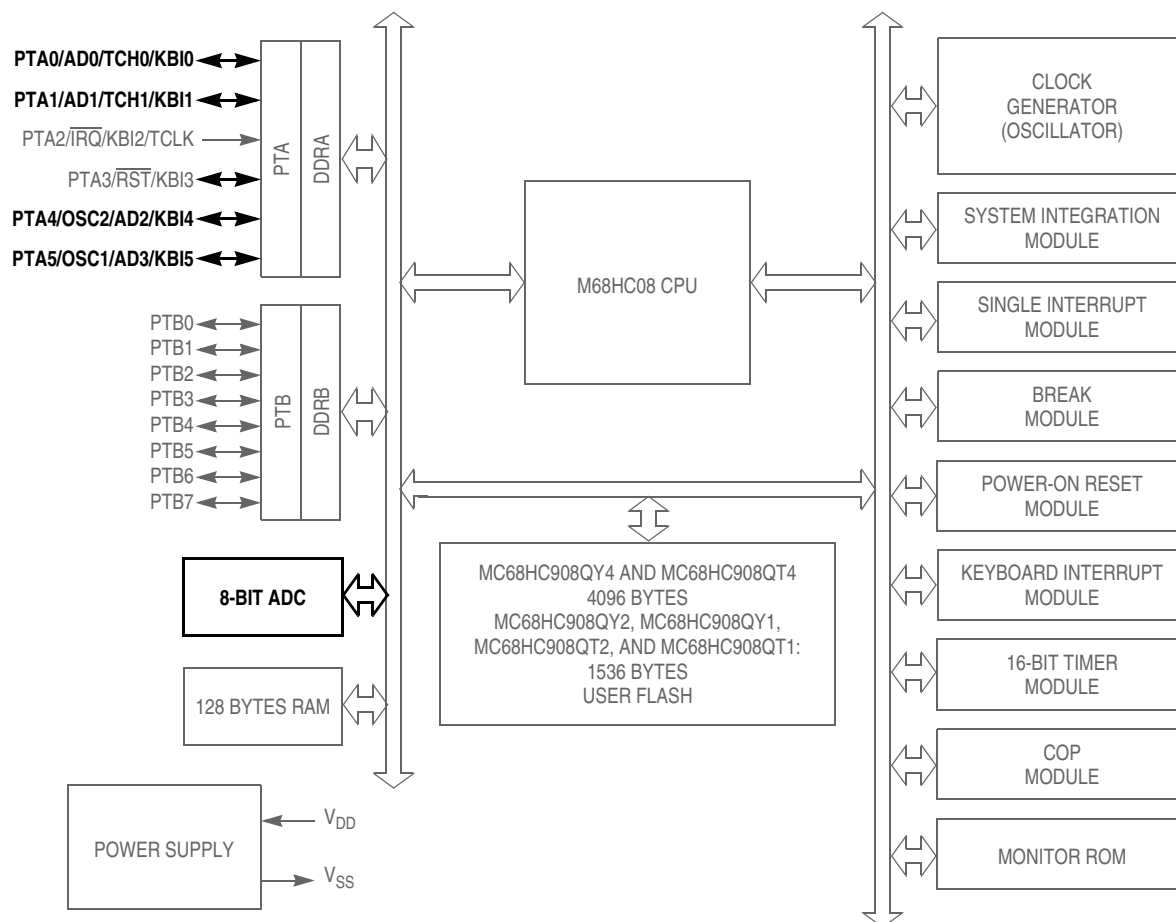 PTA0/AD0/TCH0/KBI0
PTA1/AD1/TCH1/KBI1
PTA2/I̅R̅Q̅/KBI2/TCLK
PTA3/R̅S̅T̅/KBI3
PTA4/OSC2/AD2/KBI4
PTA5/OSC1/AD3/KBI5
PTA
DDRA
PTB0
PTB1
PTB2
PTB3
PTB4
PTB5
PTB6
PTB7
PTB
DDRB
8-BIT ADC
128 BYTES RAM
POWER SUPPLY
VDD
VSS
M68HC08 CPU
MC68HC908QY4 AND MC68HC908QT4
4096 BYTES
MC68HC908QY2, MC68HC908QY1,
MC68HC908QT2, AND MC68HC908QT1:
1536 BYTES
USER FLASH
CLOCK
GENERATOR
(OSCILLATOR)
SYSTEM INTEGRATION
MODULE
SINGLE INTERRUPT
MODULE
BREAK
MODULE
POWER-ON RESET
MODULE
KEYBOARD INTERRUPT
MODULE
16-BIT TIMER
MODULE
COP
MODULE
MONITOR ROM